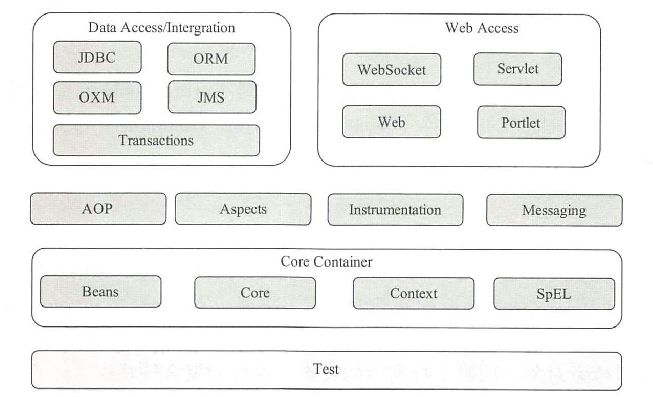 Data Access/Intergration
JDBC
ORM
OXM
JMS
Transactions
Web Access
WebSocket
Servlet
Web
Portlet
AOP
Aspects
Instrumentation
Messaging
Core Container
Beans
Core
Context
SpEL
Test